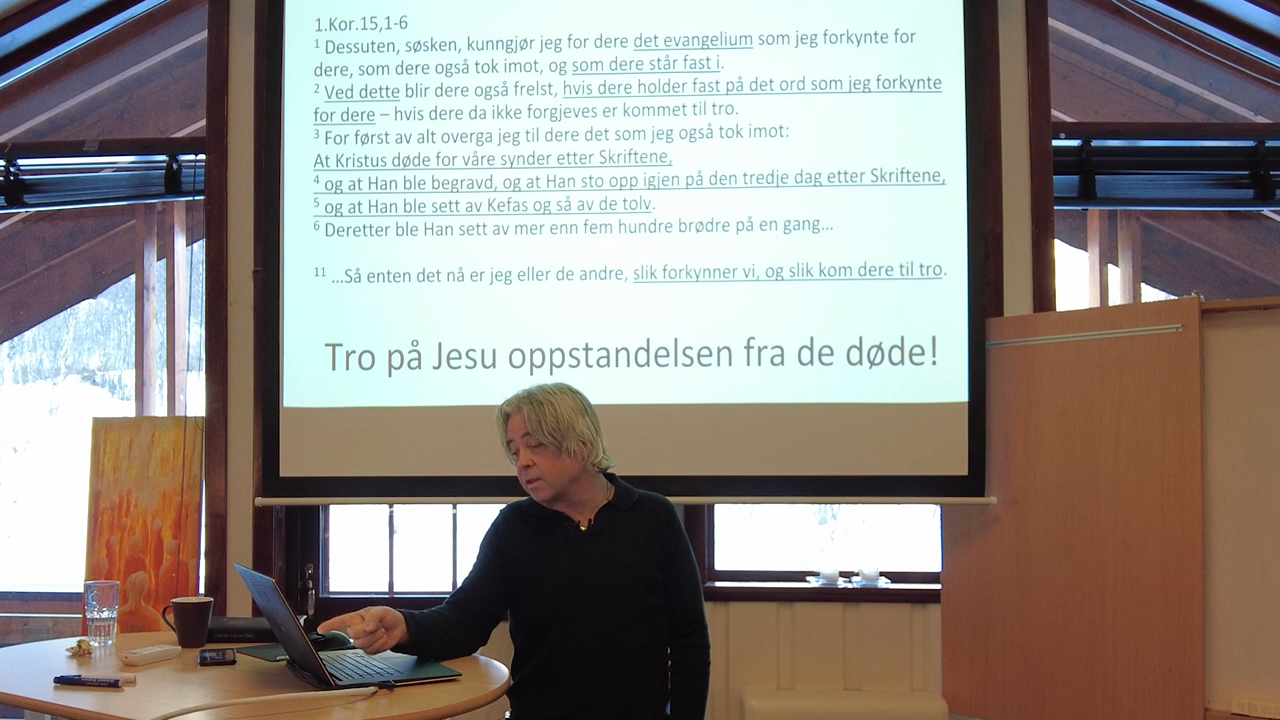 1.Kor.15,1-6
1 Dessuten, søsken, kunngjør jeg for dere det evangelium som jeg forkynte for
dere, som dere også tok imot, og som dere står fast i.
2 Ved dette blir dere også frelst, hvis dere holder fast på det ord som jeg forkynte
for dere – hvis dere da ikke forgjeves er kommet til tro.
3 For først av alt overga jeg til dere det som jeg også tok imot:
At Kristus døde for våre synder etter Skriftene,
4 og at Han ble begravd, og at Han sto opp igjen på den tredje dag etter Skriftene,
5 og at Han ble sett av Kefas og så av de tolv.
6 Deretter ble Han sett av mer enn fem hundre brødre på en gang...
11 ...Så enten det nå er jeg eller de andre, slik forkynner vi, og slik kom dere til tro.
Tro på Jesu oppstandelsen fra de døde!